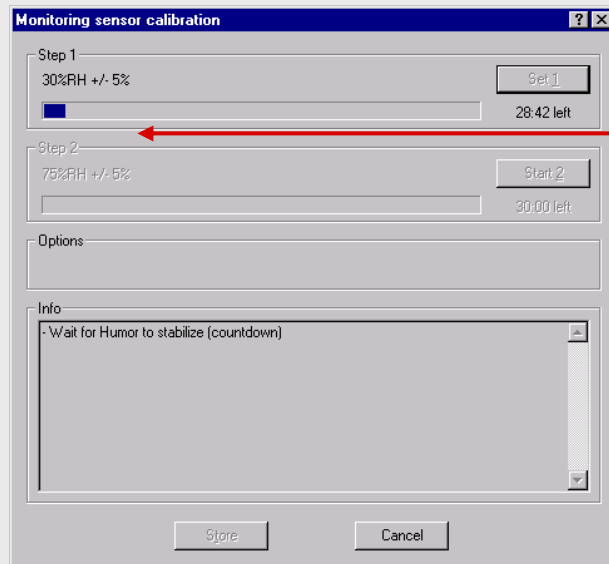 Monitoring sensor calibration
Step 1
30%RH +/- 5%
Set 1
28:42 left
Step 2
75%RH +/- 5%
Start 2
30:00 left
Options
Info
- Wait for Humor to stabilize (countdown)
Store
Cancel